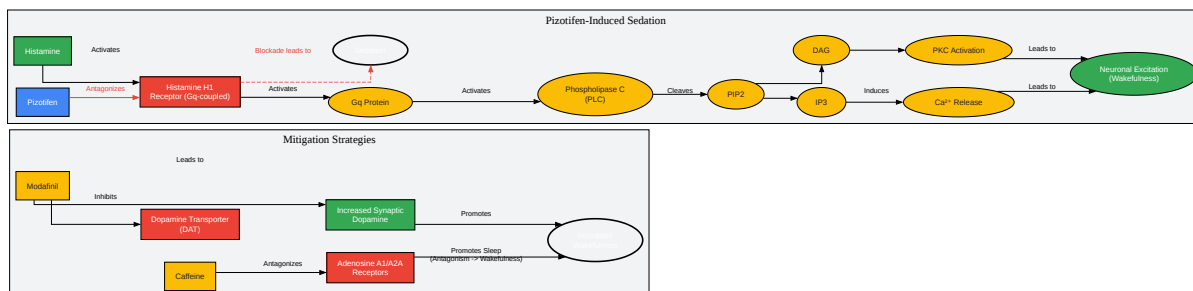 Pizotifen-Induced Sedation
Histamine
Activates
Blockade leads to
Pizotifen
Antagonizes
Histamine H1
Receptor (Gq-coupled)
Activates
Gq Protein
Activates
Phospholipase C
(PLC)
Cleaves
PIP2
DAG
IP3
Induces
PKC Activation
Ca²⁺ Release
Leads to
Leads to
Neuronal Excitation
(Wakefulness)
Mitigation Strategies
Leads to
Modafinil
Inhibits
Dopamine Transporter
(DAT)
Increased Synaptic
Dopamine
Promotes
Caffeine
Antagonizes
Adenosine A1/A2A
Receptors
Promotes Sleep
(Antagonism -> Wakefulness)
Wakefulness